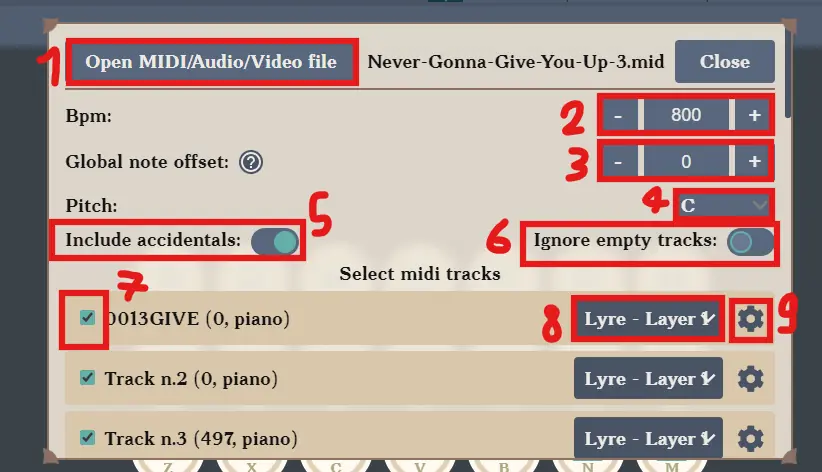 1 Open MIDI/Audio/Video file Never-Gonna-Give-You-Up-3.mid Close
Bpm: 2 - 800 +
Global note offset: ? 3 - 0 +
Pitch: 4 C
Include accidentals: 5 6 Ignore empty tracks:
Select midi tracks
7 0013GIVE (0, piano) 8 Lyre - Layer 1 9
Track n.2 (0, piano) Lyre - Layer 1
Track n.3 (497, piano) Lyre - Layer 1
Z X C V B N M